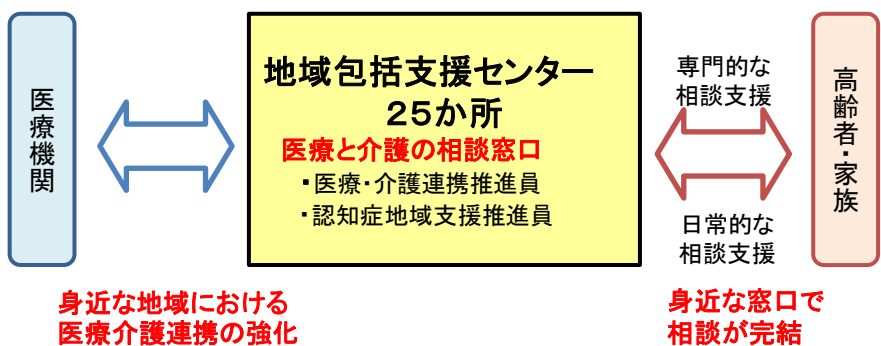 医療機関
地域包括支援センター
２５か所
医療と介護の相談窓口
・医療・介護連携推進員
・認知症地域支援推進員
専門的な
相談支援
日常的な
相談支援
高齢者・家族
身近な地域における
医療介護連携の強化
身近な窓口で
相談が完結